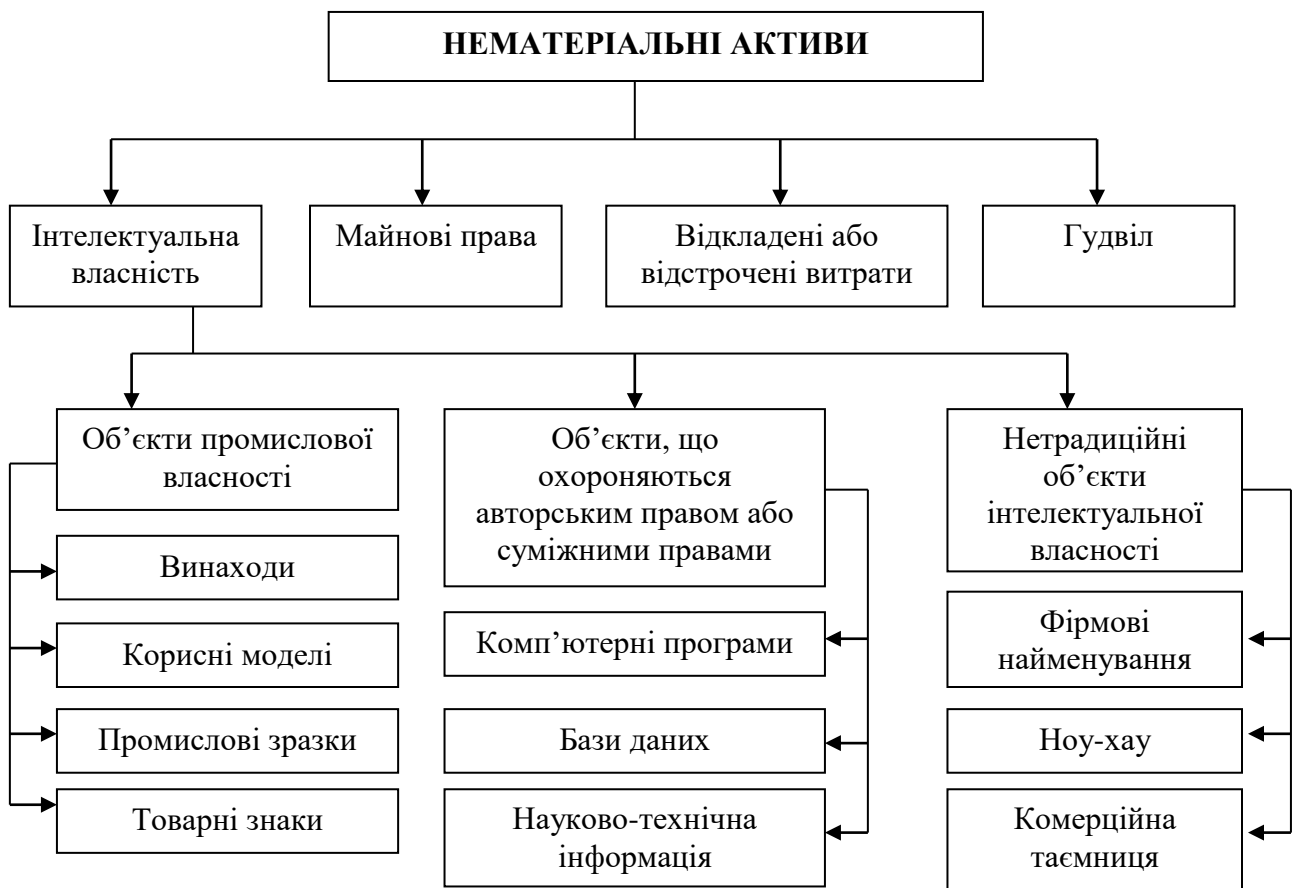 НЕМАТЕРІАЛЬНІ АКТИВИ
Інтелектуальна
власність
Майнові права
Відкладені або
відстрочені витрати
Гудвіл
Об’єкти промислової
власності
Винаходи
Корисні моделі
Промислові зразки
Товарні знаки
Об’єкти, що
охороняються
авторським правом або
суміжними правами
Комп’ютерні програми
Бази даних
Науково-технічна
інформація
Нетрадиційні
об’єкти
інтелектуальної
власності
Фірмові
найменування
Ноу-хау
Комерційна
таємниця